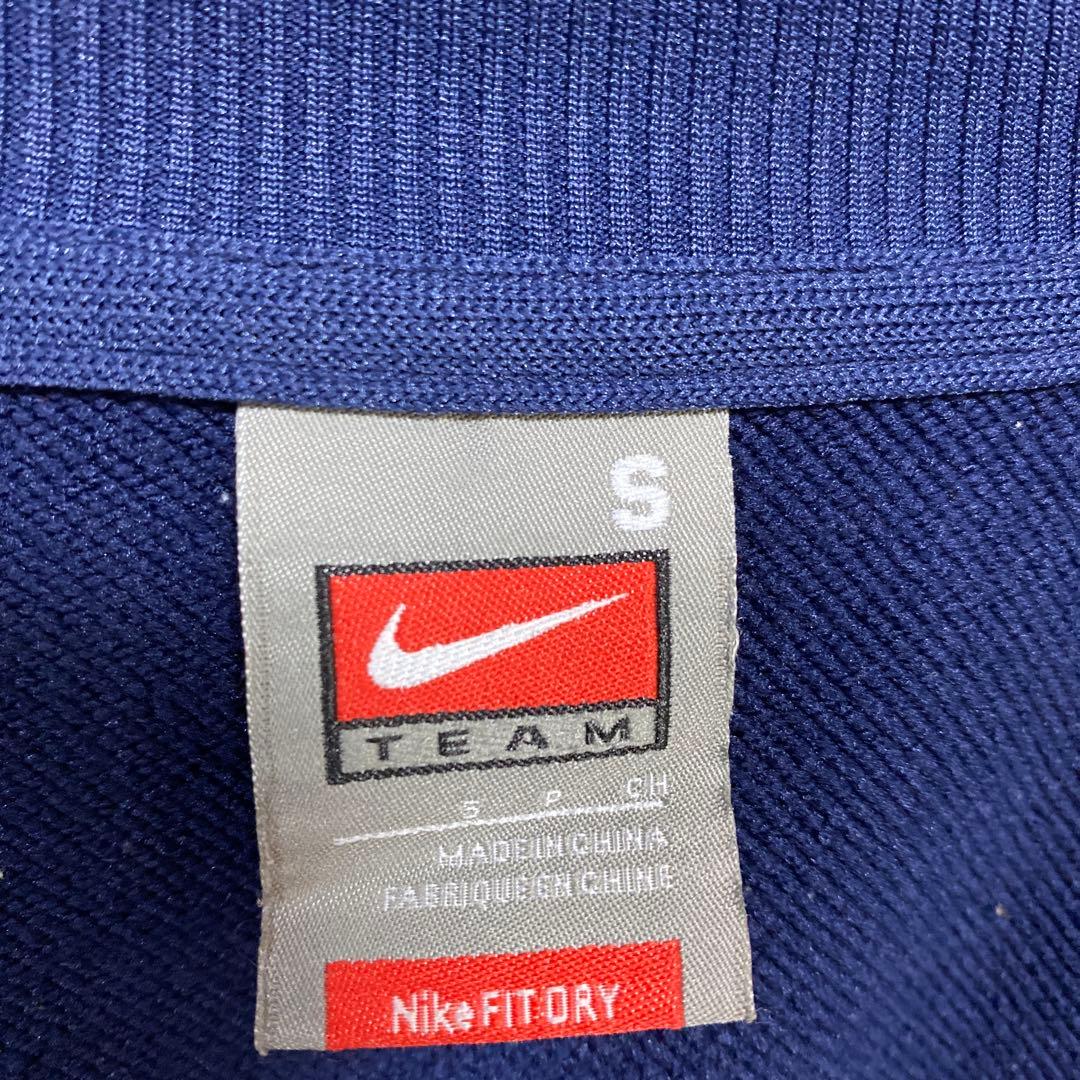 S
TEAM
S P CH
MADE IN CHINA
FABRIQUE EN CHINE
Nike FIT DRY